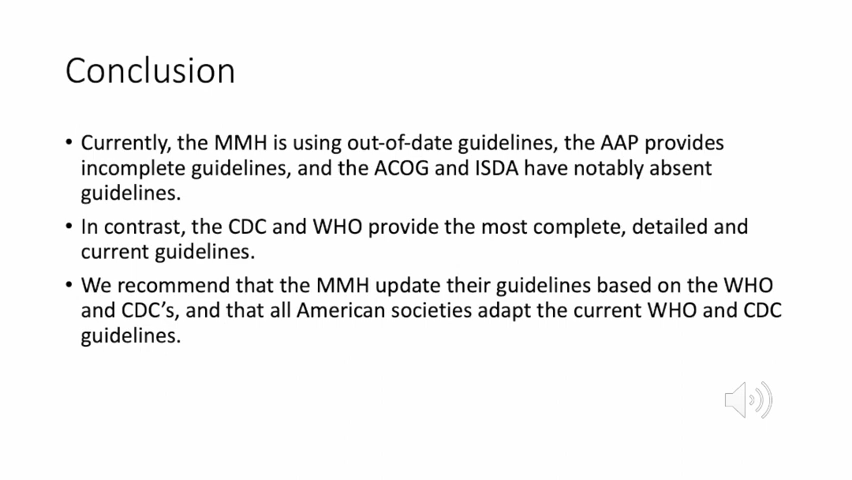 Conclusion
• Currently, the MMH is using out-of-date guidelines, the AAP provides
incomplete guidelines, and the ACOG and ISDA have notably absent
guidelines.
• In contrast, the CDC and WHO provide the most complete, detailed and
current guidelines.
• We recommend that the MMH update their guidelines based on the WHO
and CDC’s, and that all American societies adapt the current WHO and CDC
guidelines.